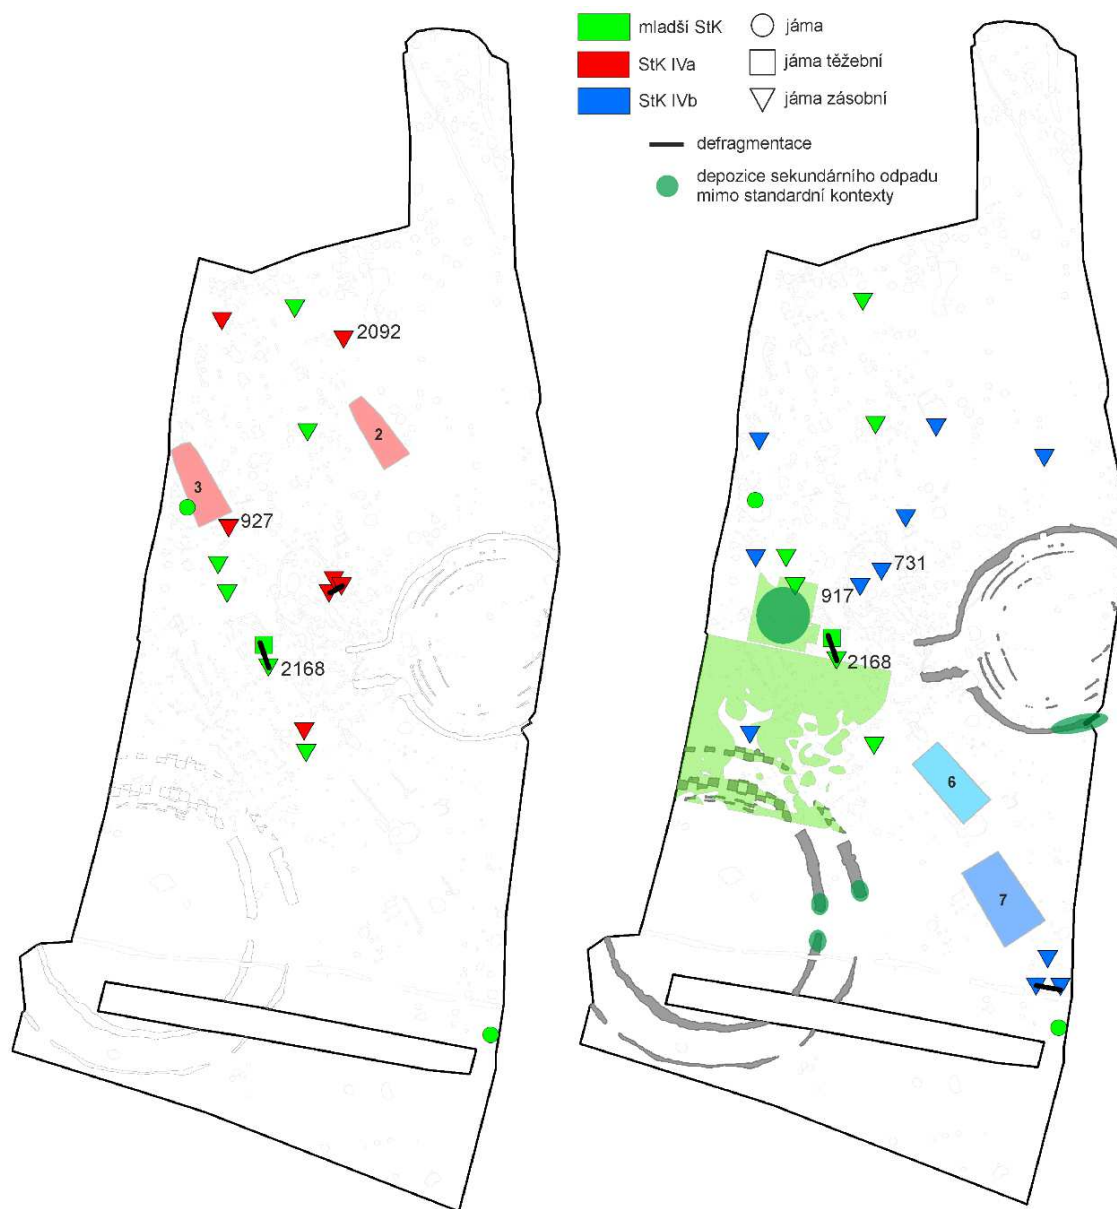 mladší StK
StK IVa
StK IVb
jáma
jáma těžební
jáma zásobní
defragmentace
depozice sekundárního odpadu
mimo standardní kontexty
2092
2
3
927
2168
731
917
2168
6
7